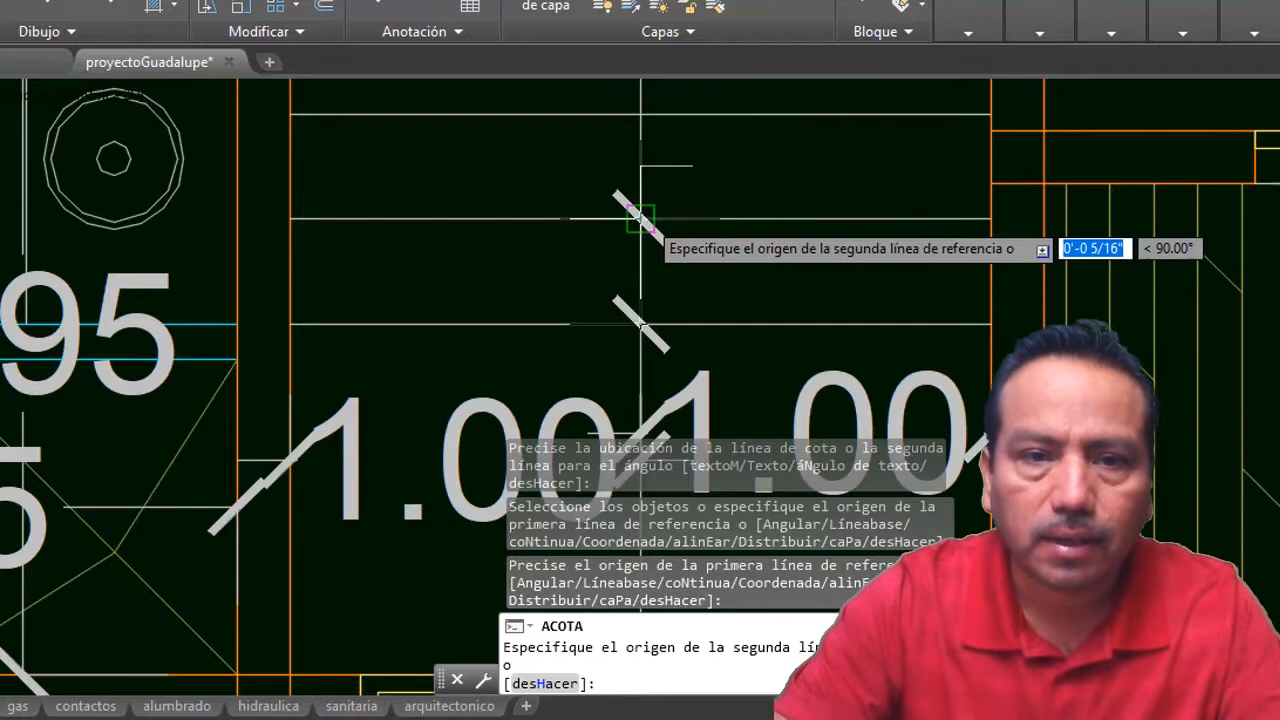 de capa
Dibujo
Modificar
Anotación
Capas
Bloque
proyectoGuadalupe*
Especifique el origen de la segunda línea de referencia o
0'-0 5/16"
< 90.00°
95
1.00
1.00
5
Precise la ubicación de la línea de cota o la segunda
línea para el ángulo [textoM/Texto/áNgulo de texto/
desHacer]:
Seleccione los objetos o especifique el origen de la
primera línea de referencia o [Angular/Líneabase/
coNtinua/Coordenada/alinEar/Distribuir/caPa/desHacer]
Precise el origen de la primera línea de refere
[Angular/Líneabase/coNtinua/Coordenada/alinE
Distribuir/caPa/desHacer]:
ACOTA
Especifique el origen de la segunda lín
o
[desHacer]:
gas
contactos
alumbrado
hidraulica
sanitaria
arquitectonico